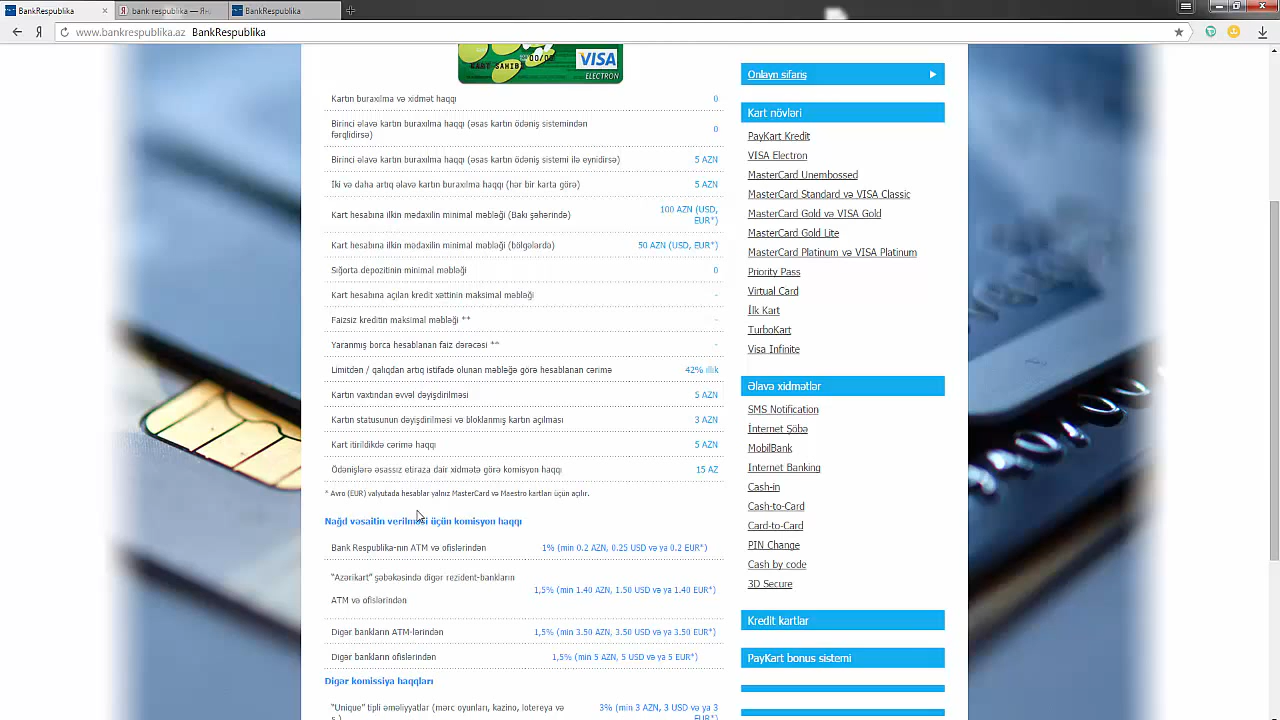 BankRespublika
bank respublika — Янд
BankRespublika
Я
www.bankrespublika.az BankRespublika
00/00
KART SAHIBI
VISA
ELECTRON
Kartın buraxılma və xidmət haqqı 0
Birinci əlavə kartın buraxılma haqqı (əsas kartın ödəniş sistemindən
fərqlidirsə) 0
Birinci əlavə kartın buraxılma haqqı (əsas kartın ödəniş sistemi ilə eynidirsə) 5 AZN
İki və daha artıq əlavə kartın buraxılma haqqı (hər bir karta görə) 5 AZN
Kart hesabına ilkin mədaxilin minimal məbləği (Bakı şəhərində) 100 AZN (USD,
EUR*)
Kart hesabına ilkin mədaxilin minimal məbləği (bölgələrdə) 50 AZN (USD, EUR*)
Sığorta depozitinin minimal məbləği 0
Kart hesabına açılan kredit xəttinin maksimal məbləği -
Faizsiz kreditin maksimal məbləği ** -
Yaranmış borca hesablanan faiz dərəcəsi ** -
Limitdən / qalıqdan artıq istifadə olunan məbləğə görə hesablanan cərimə 42% illik
Kartın vaxtından əvvəl dəyişdirilməsi 5 AZN
Kartın statusunun dəyişdirilməsi və bloklanmış kartın açılması 3 AZN
Kart itirildikdə cərimə haqqı 5 AZN
Ödənişlərə əsassız etiraza dair xidmətə görə komisyon haqqı 15 AZ
* Avro (EUR) valyutada hesablar yalnız MasterCard və Maestro kartları üçün açılır.
Nağd vəsaitin verilməsi üçün komisyon haqqı
Bank Respublika-nın ATM və ofislərindən 1% (min 0.2 AZN, 0.25 USD və ya 0.2 EUR*)
"Azərikart" şəbəkəsində digər rezident-bankların
ATM və ofislərindən 1,5% (min 1.40 AZN, 1.50 USD və ya 1.40 EUR*)
Digər bankların ATM-lərindən 1,5% (min 3.50 AZN, 3.50 USD və ya 3.50 EUR*)
Digər bankların ofislərindən 1,5% (min 5 AZN, 5 USD və ya 5 EUR*)
Digər komissiya haqqları
"Unique" tipli əməliyyatlar (mərc oyunları, kazino, lotereya və
s.) 3% (min 3 AZN, 3 USD və ya 3
EUR*)
Onlayn sifariş
Kart növləri
PayKart Kredit
VISA Electron
MasterCard Unembossed
MasterCard Standard və VISA Classic
MasterCard Gold və VISA Gold
MasterCard Gold Lite
MasterCard Platinum və VISA Platinum
Priority Pass
Virtual Card
İlk Kart
TurboKart
Visa Infinite
Əlavə xidmətlər
SMS Notification
İnternet Şöbə
MobilBank
Internet Banking
Cash-in
Cash-to-Card
Card-to-Card
PIN Change
Cash by code
3D Secure
Kredit kartlar
PayKart bonus sistemi